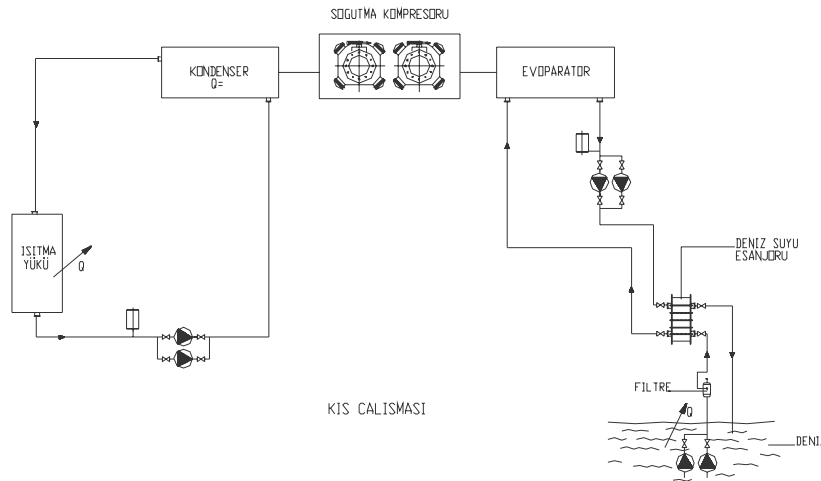 SOGUTMA KOMPRESORU
KONDENSER
Q=
EVOPARATOR
ISITMA
YÜKÜ
Q
DENIZ SUYU
ESANJORU
FILTRE
KIS CALISMASI
Q
DENI